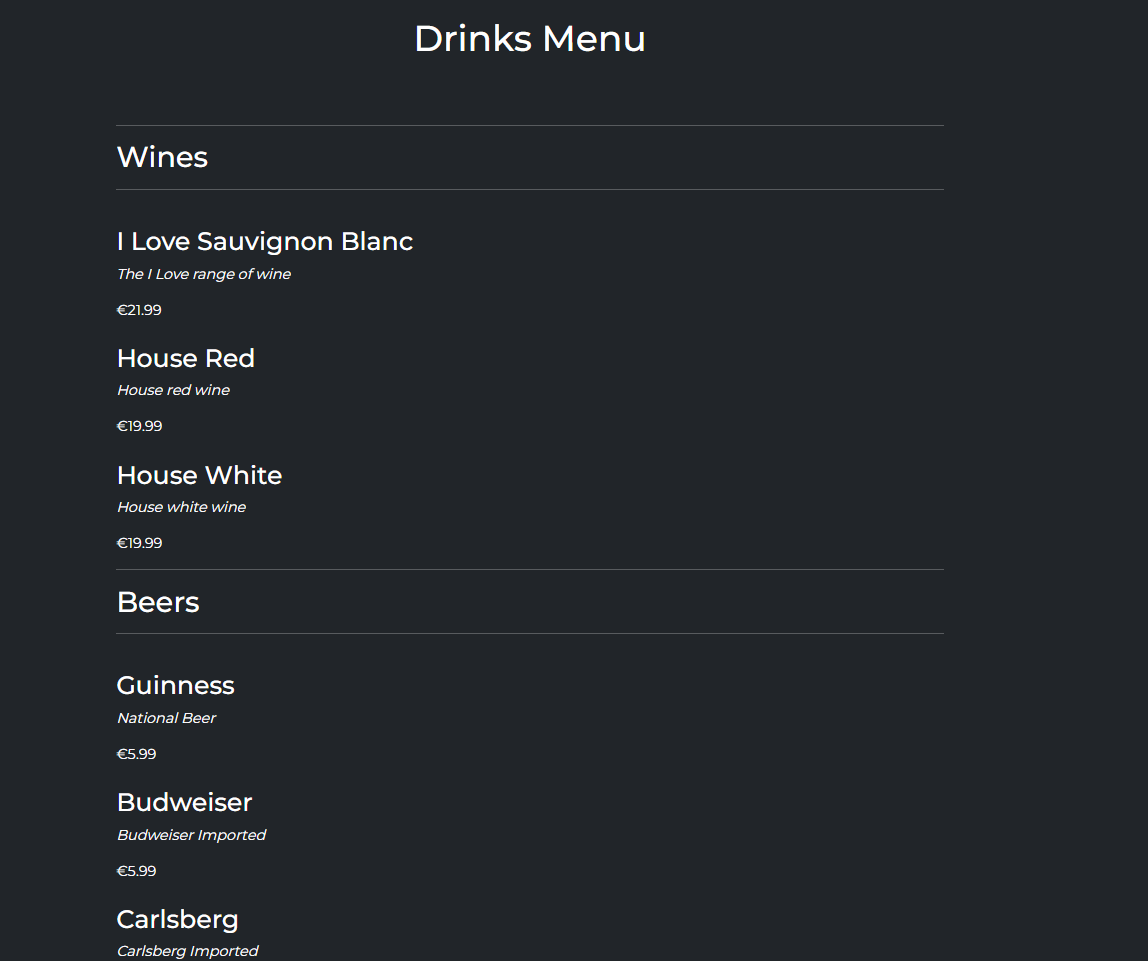 Drinks Menu
Wines
I Love Sauvignon Blanc
The I Love range of wine
€21.99
House Red
House red wine
€19.99
House White
House white wine
€19.99
Beers
Guinness
National Beer
€5.99
Budweiser
Budweiser Imported
€5.99
Carlsberg
Carlsberg Imported